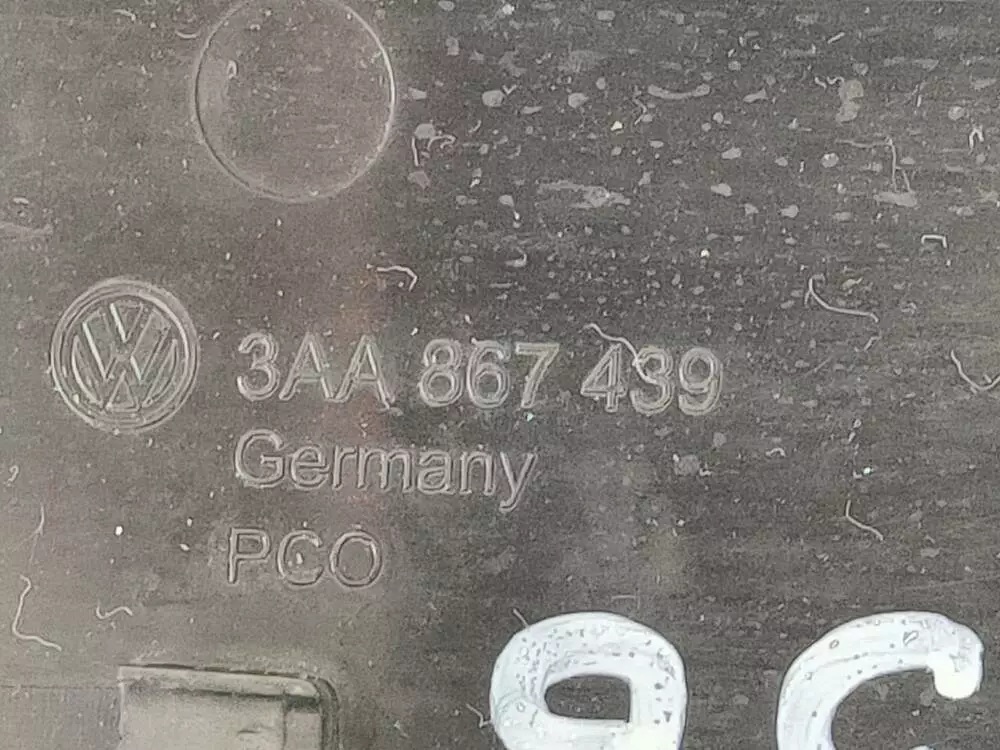 3AA 867 439
Germany
PCO